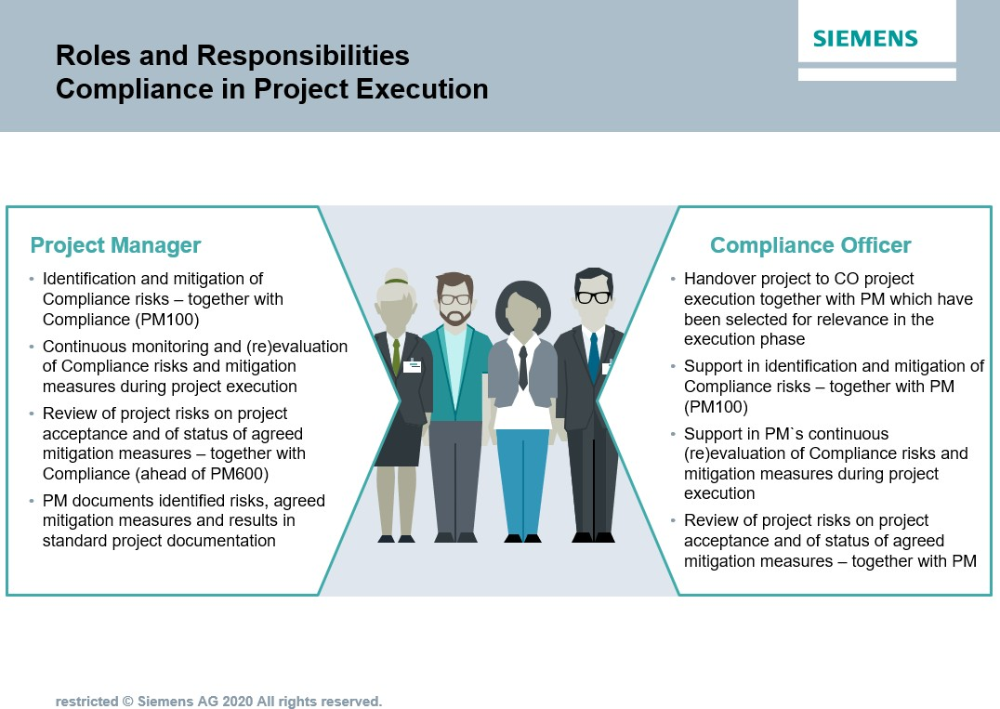 Roles and Responsibilities
Compliance in Project Execution
SIEMENS
Project Manager
• Identification and mitigation of
Compliance risks – together with
Compliance (PM100)
• Continuous monitoring and (re)evaluation
of Compliance risks and mitigation
measures during project execution
• Review of project risks on project
acceptance and of status of agreed
mitigation measures – together with
Compliance (ahead of PM600)
• PM documents identified risks, agreed
mitigation measures and results in
standard project documentation
Compliance Officer
• Handover project to CO project
execution together with PM which have
been selected for relevance in the
execution phase
• Support in identification and mitigation of
Compliance risks – together with PM
(PM100)
• Support in PM`s continuous
(re)evaluation of Compliance risks and
mitigation measures during project
execution
• Review of project risks on project
acceptance and of status of agreed
mitigation measures – together with PM
restricted © Siemens AG 2020 All rights reserved.